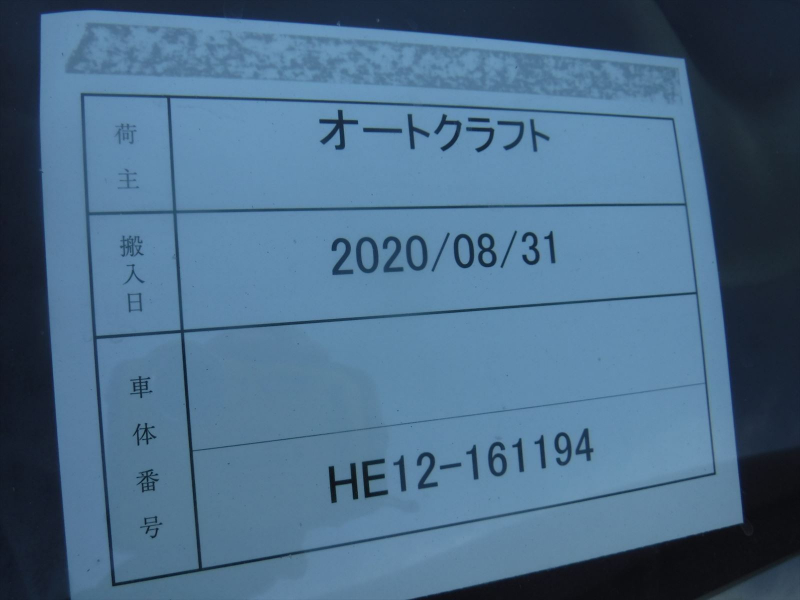 荷主
オートクラフト
搬入日
2020/08/31
車体番号
HE12-161194